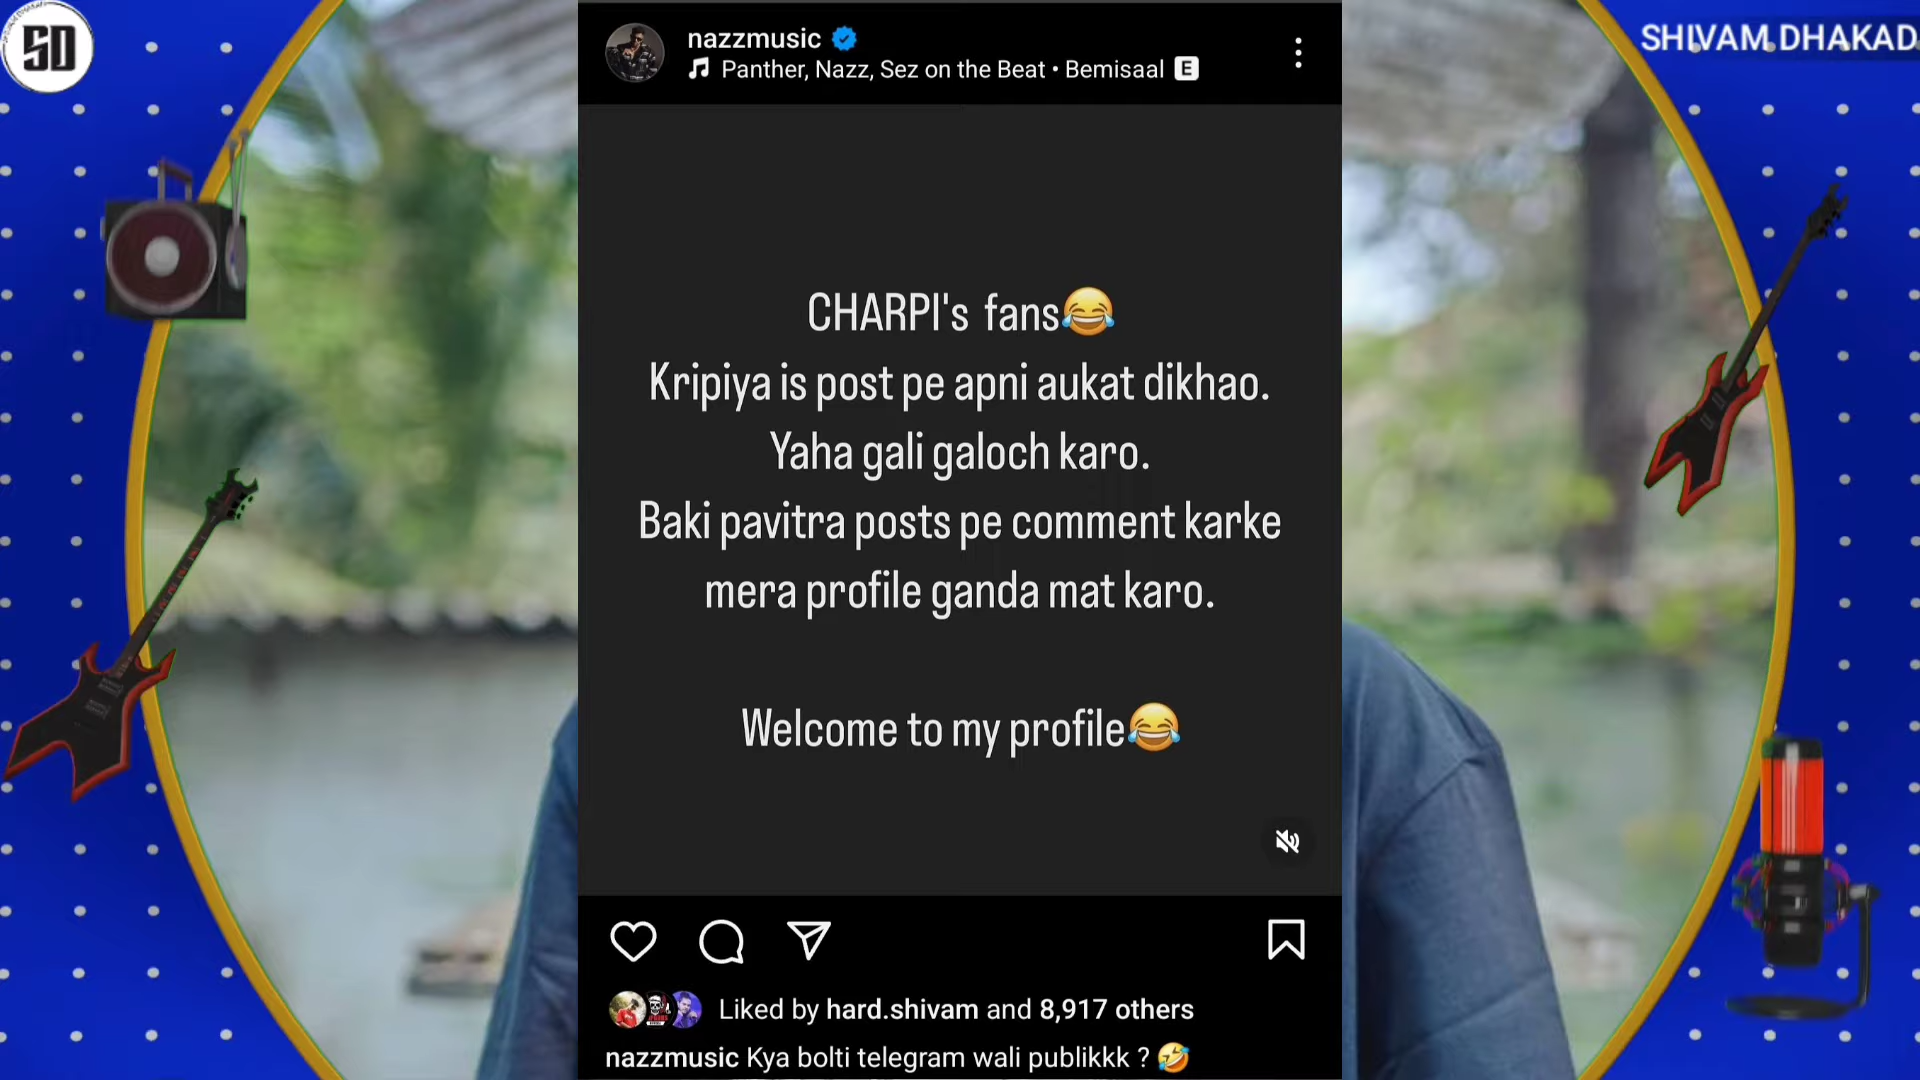 SD
SHIVAM DHAKAD
nazzmusic
Panther, Nazz, Sez on the Beat • Bemisaal E
CHARPI's fans😂
Kripiya is post pe apni aukat dikhao.
Yaha gali galoch karo.
Baki pavitra posts pe comment karke
mera profile ganda mat karo.
Welcome to my profile😂
Liked by hard.shivam and 8,917 others
nazzmusic Kya bolti telegram wali publikkk ? 🤣